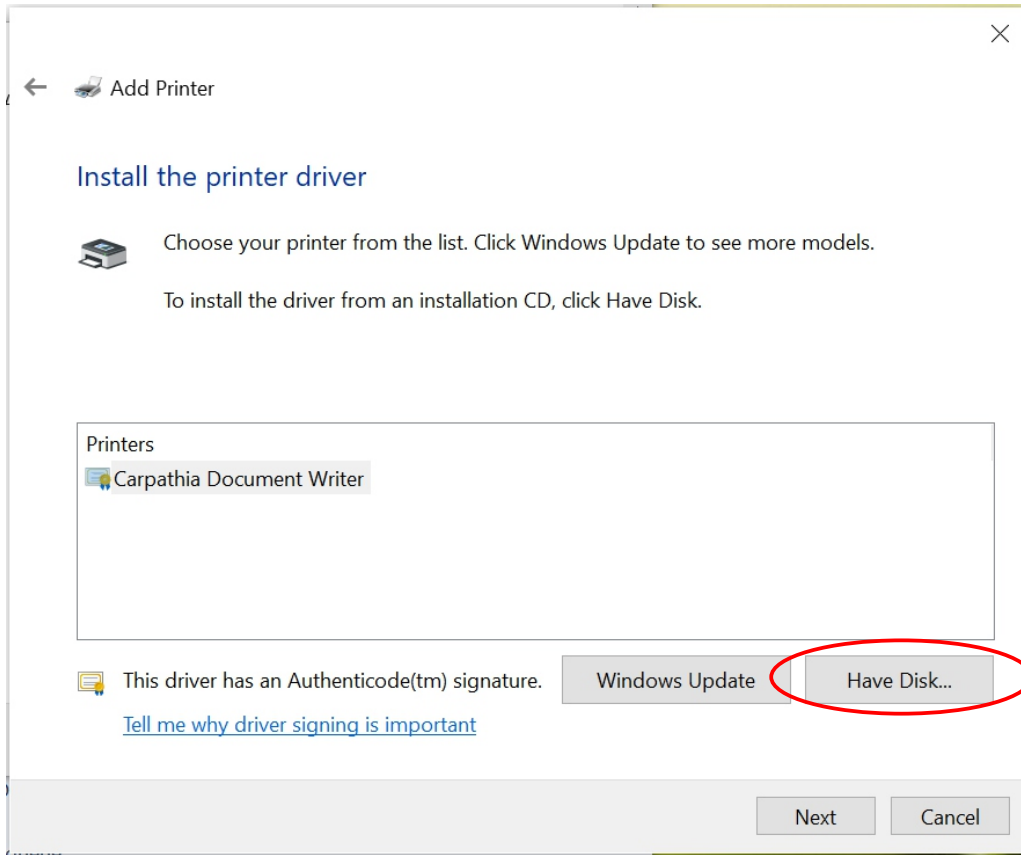 Add Printer
Install the printer driver
Choose your printer from the list. Click Windows Update to see more models.
To install the driver from an installation CD, click Have Disk.
Printers
Carpathia Document Writer
This driver has an Authenticode(tm) signature.
Windows Update
Have Disk...
Tell me why driver signing is important
Next
Cancel